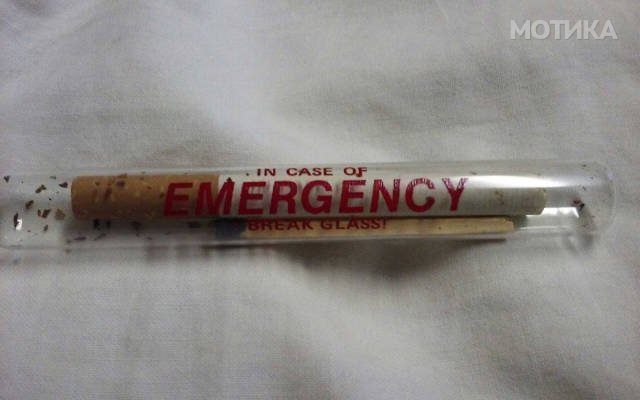 МОТИКА
IN CASE OF
EMERGENCY
BREAK GLASS!